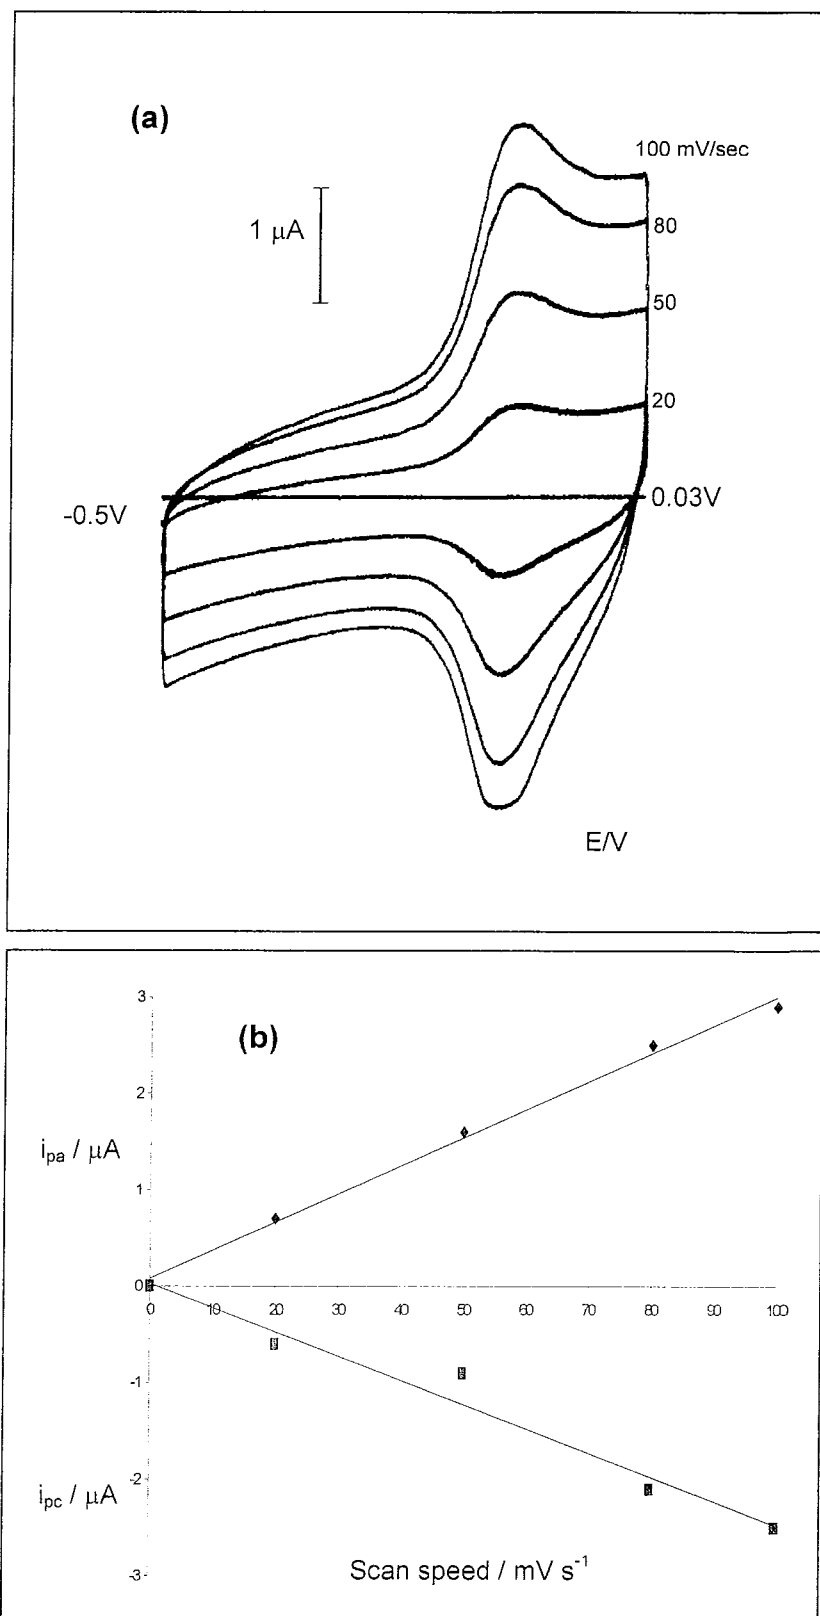 (a)
100 mV/sec
1 μA
80
50
20
-0.5V
0.03V
E/V
3
(b)
2
i_pa / μA
1
0
0 10 20 30 40 50 60 70 80 90 100
-1
-2
i_pc / μA
Scan speed / mV s⁻¹
-3